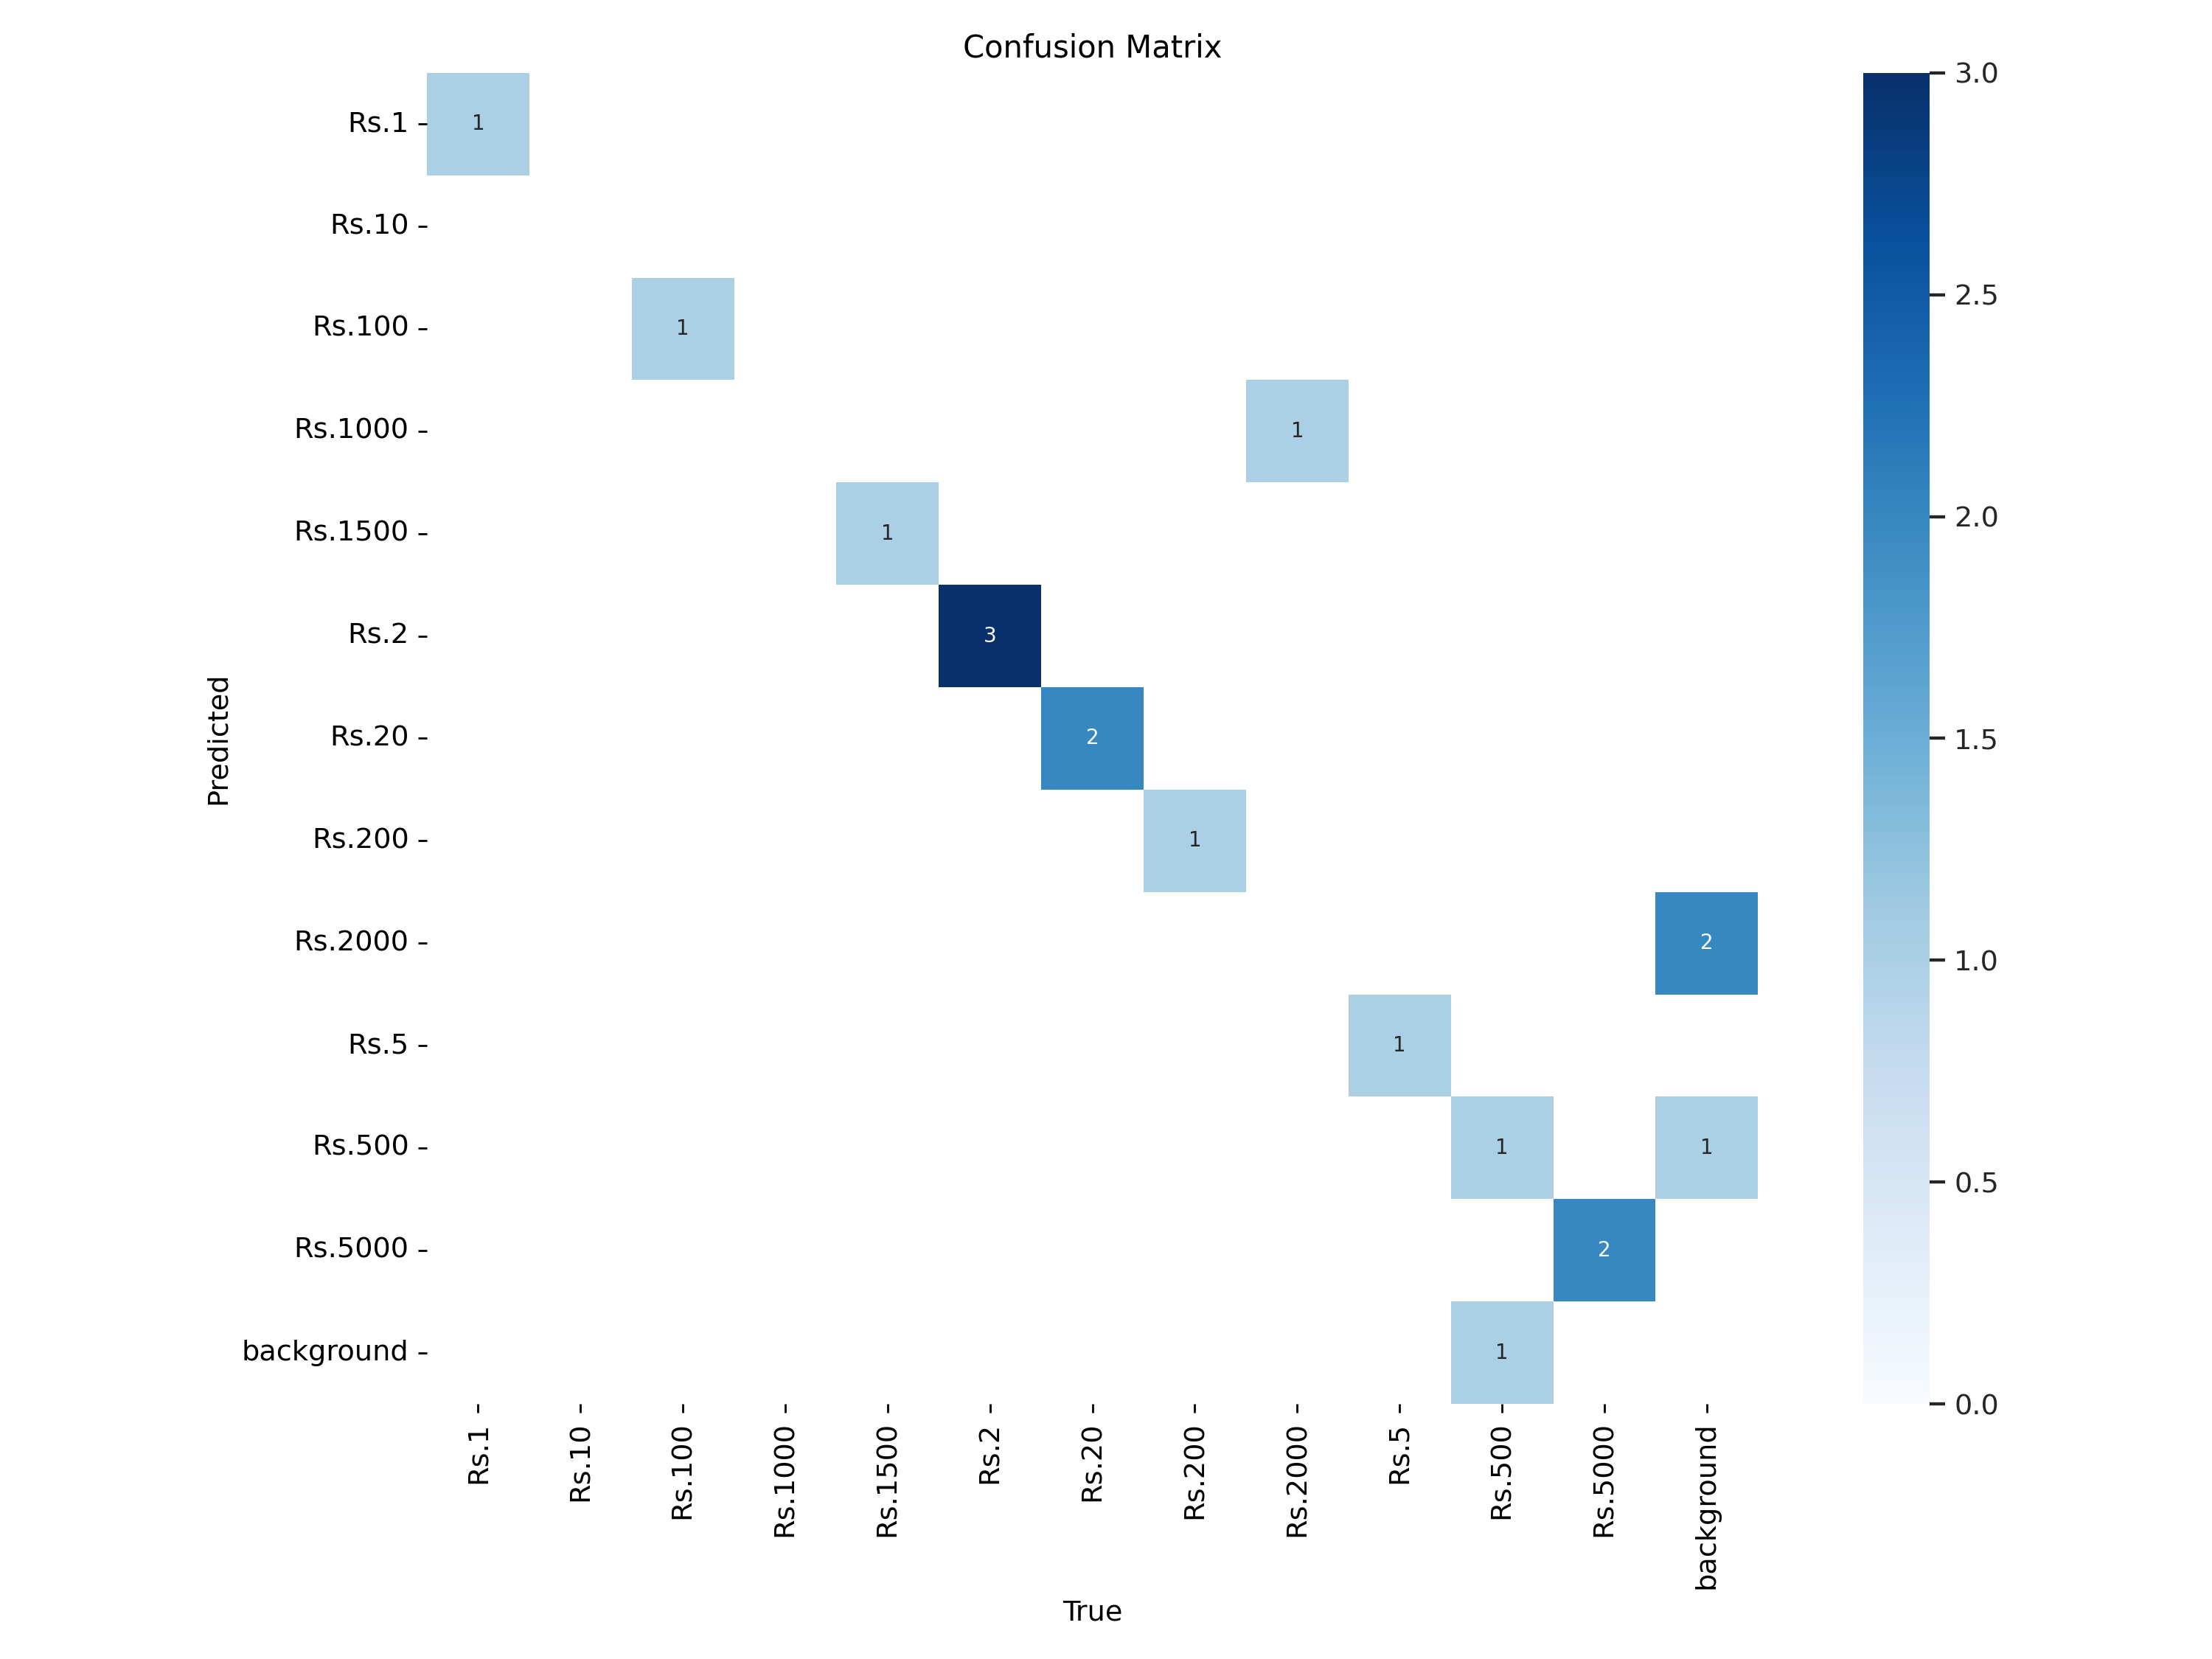 Confusion Matrix
Rs.1
1
3.0
Rs.10
2.5
Rs.100
1
Rs.1000
1
Rs.1500
1
2.0
Rs.2
3
Predicted
Rs.20
2
1.5
Rs.200
1
Rs.2000
2
1.0
Rs.5
1
Rs.500
1 1
0.5
Rs.5000
2
background
1
0.0
Rs.1 Rs.10 Rs.100 Rs.1000 Rs.1500 Rs.2 Rs.20 Rs.200 Rs.2000 Rs.5 Rs.500 Rs.5000 background
True